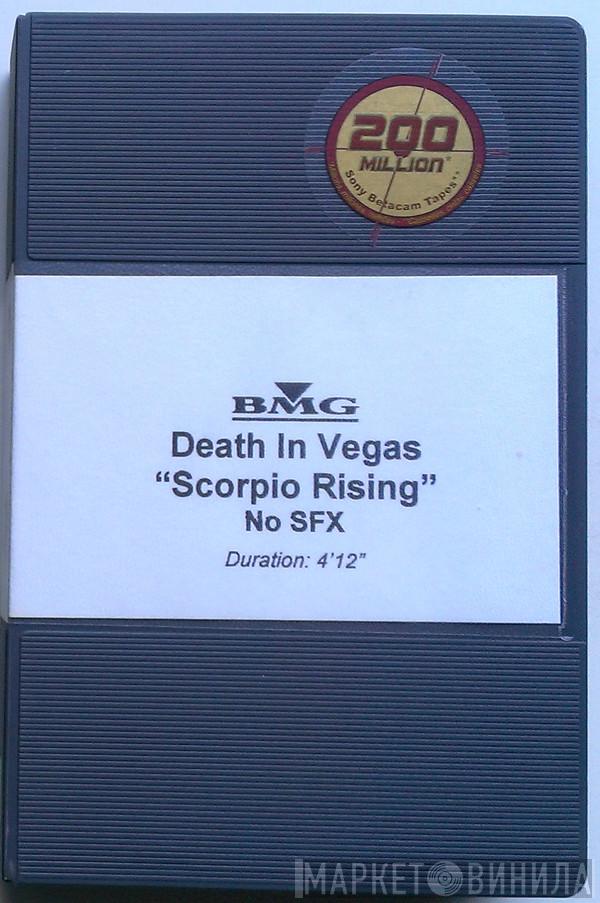 200
MILLION*
Sony Betacam Tapes**
BMG
Death In Vegas
“Scorpio Rising”
No SFX
Duration: 4’12”
МАРКЕТ ВИНИЛА